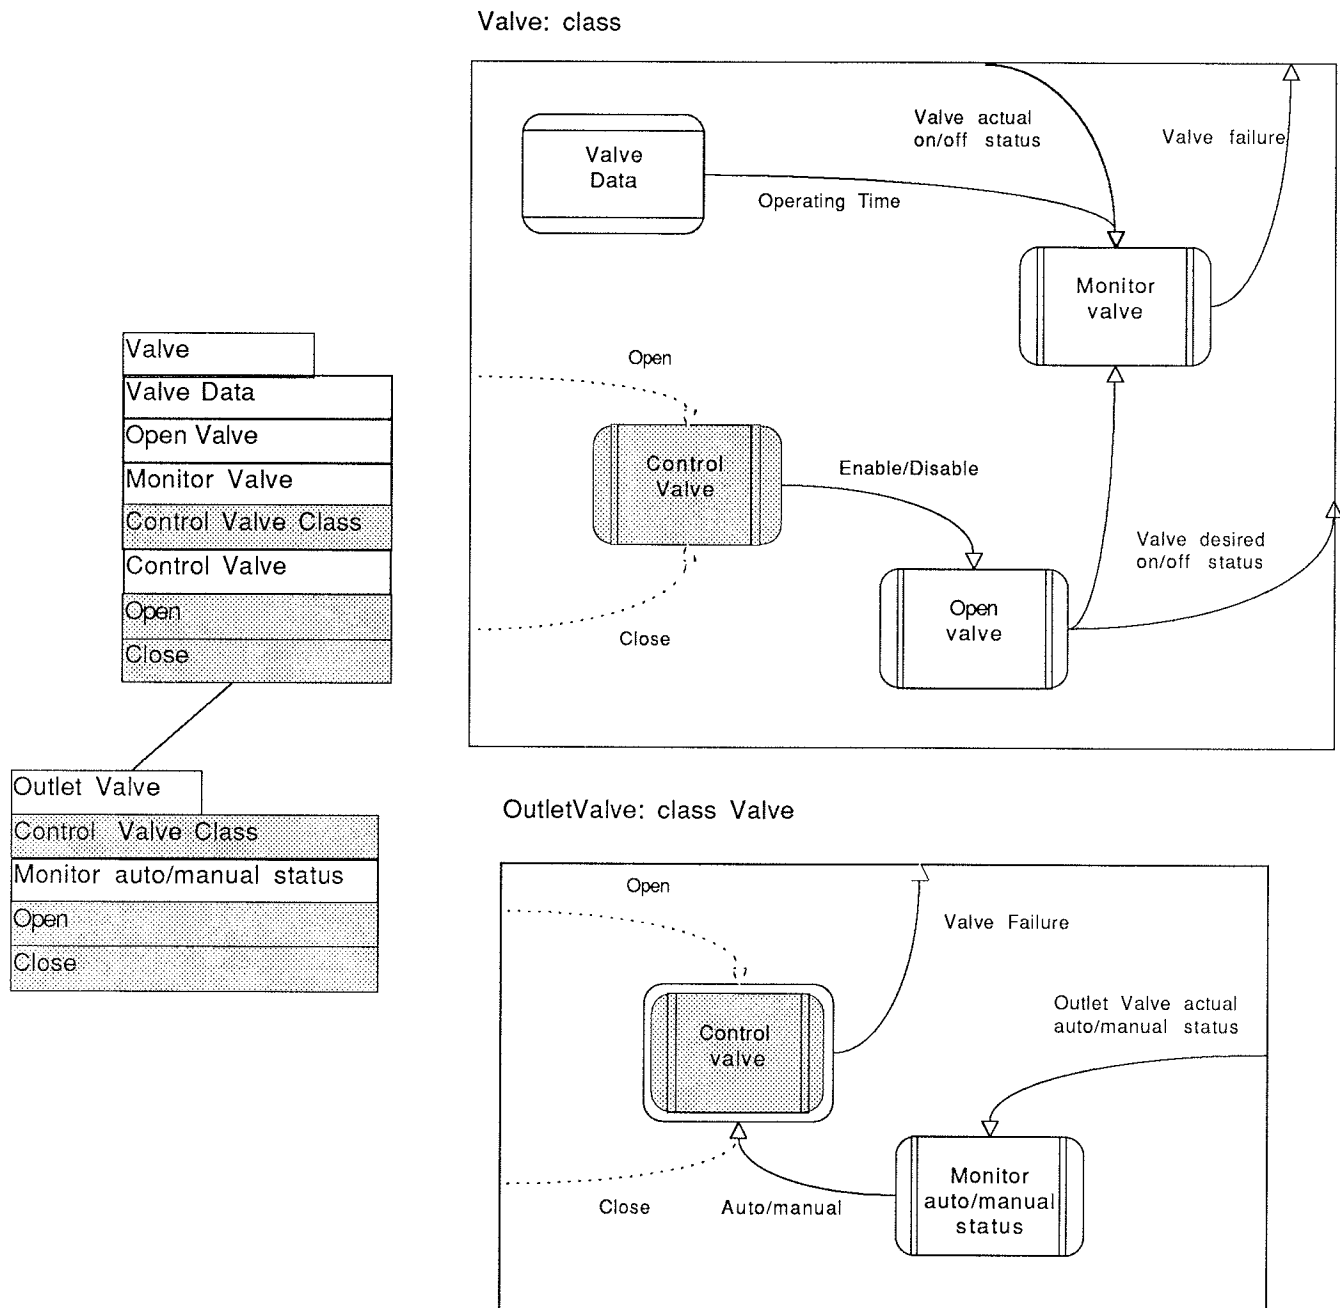 Valve: class
Valve
Data
Operating Time
Valve actual
on/off status
Valve failure
Monitor
valve
Open
Control
Valve
Enable/Disable
Close
Open
valve
Valve desired
on/off status
Valve
Valve Data
Open Valve
Monitor Valve
Control Valve Class
Control Valve
Open
Close
Outlet Valve
Control Valve Class
Monitor auto/manual status
Open
Close
OutletValve: class Valve
Open
Control
valve
Valve Failure
Outlet Valve actual
auto/manual status
Close
Auto/manual
Monitor
auto/manual
status